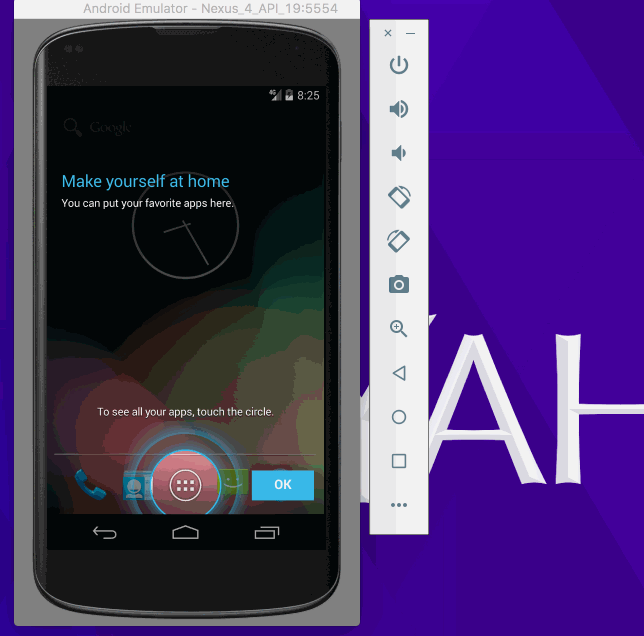 Android Emulator - Nexus_4_API_19:5554
4G 8:25
Google
Make yourself at home
You can put your favorite apps here.
To see all your apps, touch the circle.
OK
AH